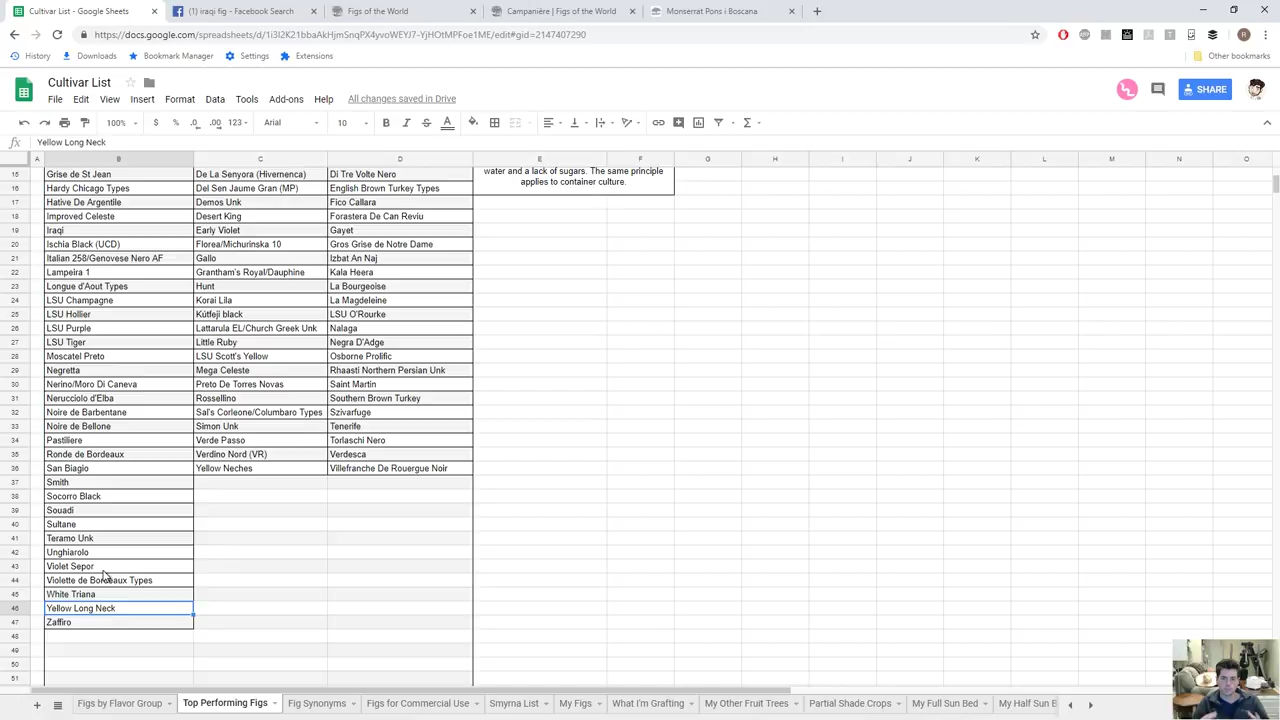 Cultivar List - Google Sheets
(1) iraqi fig - Facebook Search
Figs of the World
Campanière | Figs of the World
Monserrat Pons i Boscana
https://docs.google.com/spreadsheets/d/1i3l2K21bbaAkHjmSgX4yvoWEYJ7-YjHOtMPFoe1ME/edit#gid=2147407290
History Downloads Bookmark Manager Settings Extensions Other bookmarks
Cultivar List
File Edit View Insert Format Data Tools Add-ons Help All changes saved in Drive
SHARE
100% $ % .0 .00 123 Arial 10 B I S A
fx Yellow Long Neck
A B C D E F G H I J K L M N O
15 Grise de St Jean De La Senyora (Hivernenca) Di Tre Volte Nero water and a lack of sugars. The same principle
16 Hardy Chicago Types Del Sen Jaume Gran (MP) English Brown Turkey Types applies to container culture.
17 Hative De Argentile Demos Unk Fico Callara
18 Improved Celeste Desert King Forastera De Can Reviu
19 Iraqi Early Violet Gayet
20 Ischia Black (UCD) Florea/Michurinska 10 Gros Grise de Notre Dame
21 Italian 258/Genovese Nero AF Gallo Izbat An Naj
22 Lampeira 1 Grantham's Royal/Dauphine Kala Heera
23 Longue d'Aout Types Hunt La Bourgeoise
24 LSU Champagne Korai Lila La Magdeleine
25 LSU Hollier Kútfeji black LSU O'Rourke
26 LSU Purple Lattarula EL/Church Greek Unk Nalaga
27 LSU Tiger Little Ruby Negra D'Adge
28 Moscatel Preto LSU Scott's Yellow Osborne Prolific
29 Negretta Mega Celeste Rhaasti Northern Persian Unk
30 Nerino/Moro Di Caneva Preto De Torres Novas Saint Martin
31 Nerucciolo d'Elba Rossellino Southern Brown Turkey
32 Noire de Barbentane Sal's Corleone/Columbaro Types Szivarfuge
33 Noire de Bellone Simon Unk Tenerife
34 Pastiliere Verde Passo Torlaschi Nero
35 Ronde de Bordeaux Verdino Nord (VR) Verdesca
36 San Biagio Yellow Neches Villefranche De Rouergue Noir
37 Smith
38 Socorro Black
39 Souadi
40 Sultane
41 Teramo Unk
42 Unghiarolo
43 Violet Sepor
44 Violette de Bordeaux Types
45 White Triana
46 Yellow Long Neck
47 Zaffiro
48
49
50
51
Figs by Flavor Group Top Performing Figs Fig Synonyms Figs for Commercial Use Smyrna List My Figs What I'm Grafting My Other Fruit Trees Partial Shade Crops My Full Sun Bed My Half Sun B